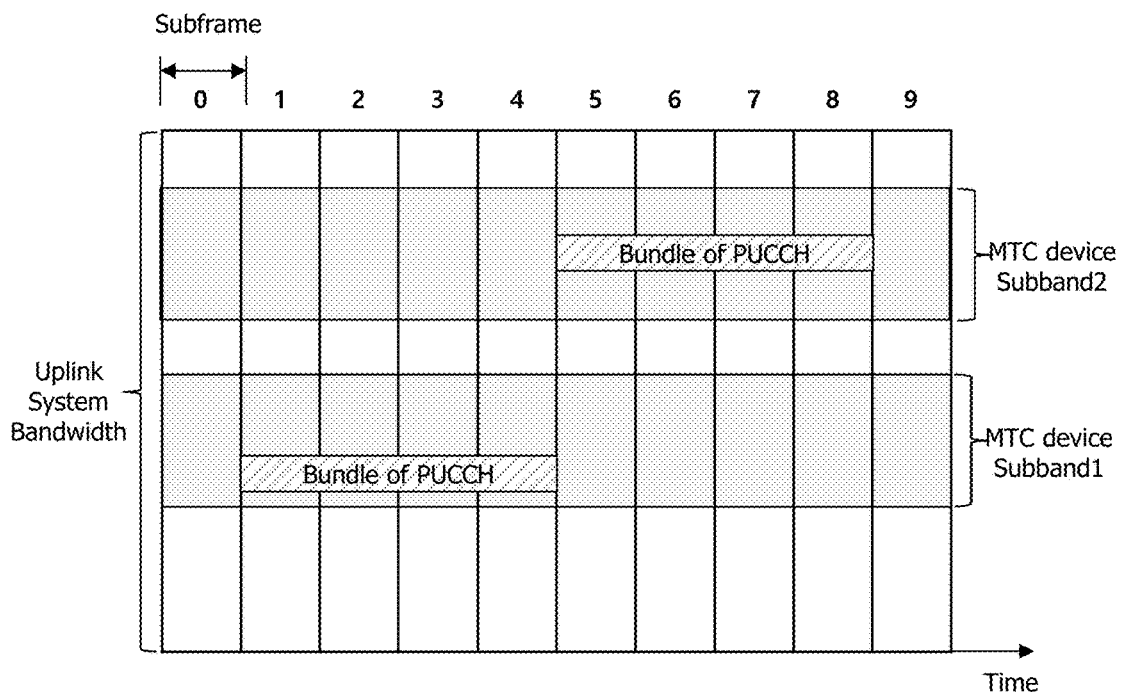 Subframe
0 1 2 3 4 5 6 7 8 9
Bundle of PUCCH
MTC device
Subband2
Uplink
System
Bandwidth
MTC device
Subband1
Bundle of PUCCH
Time